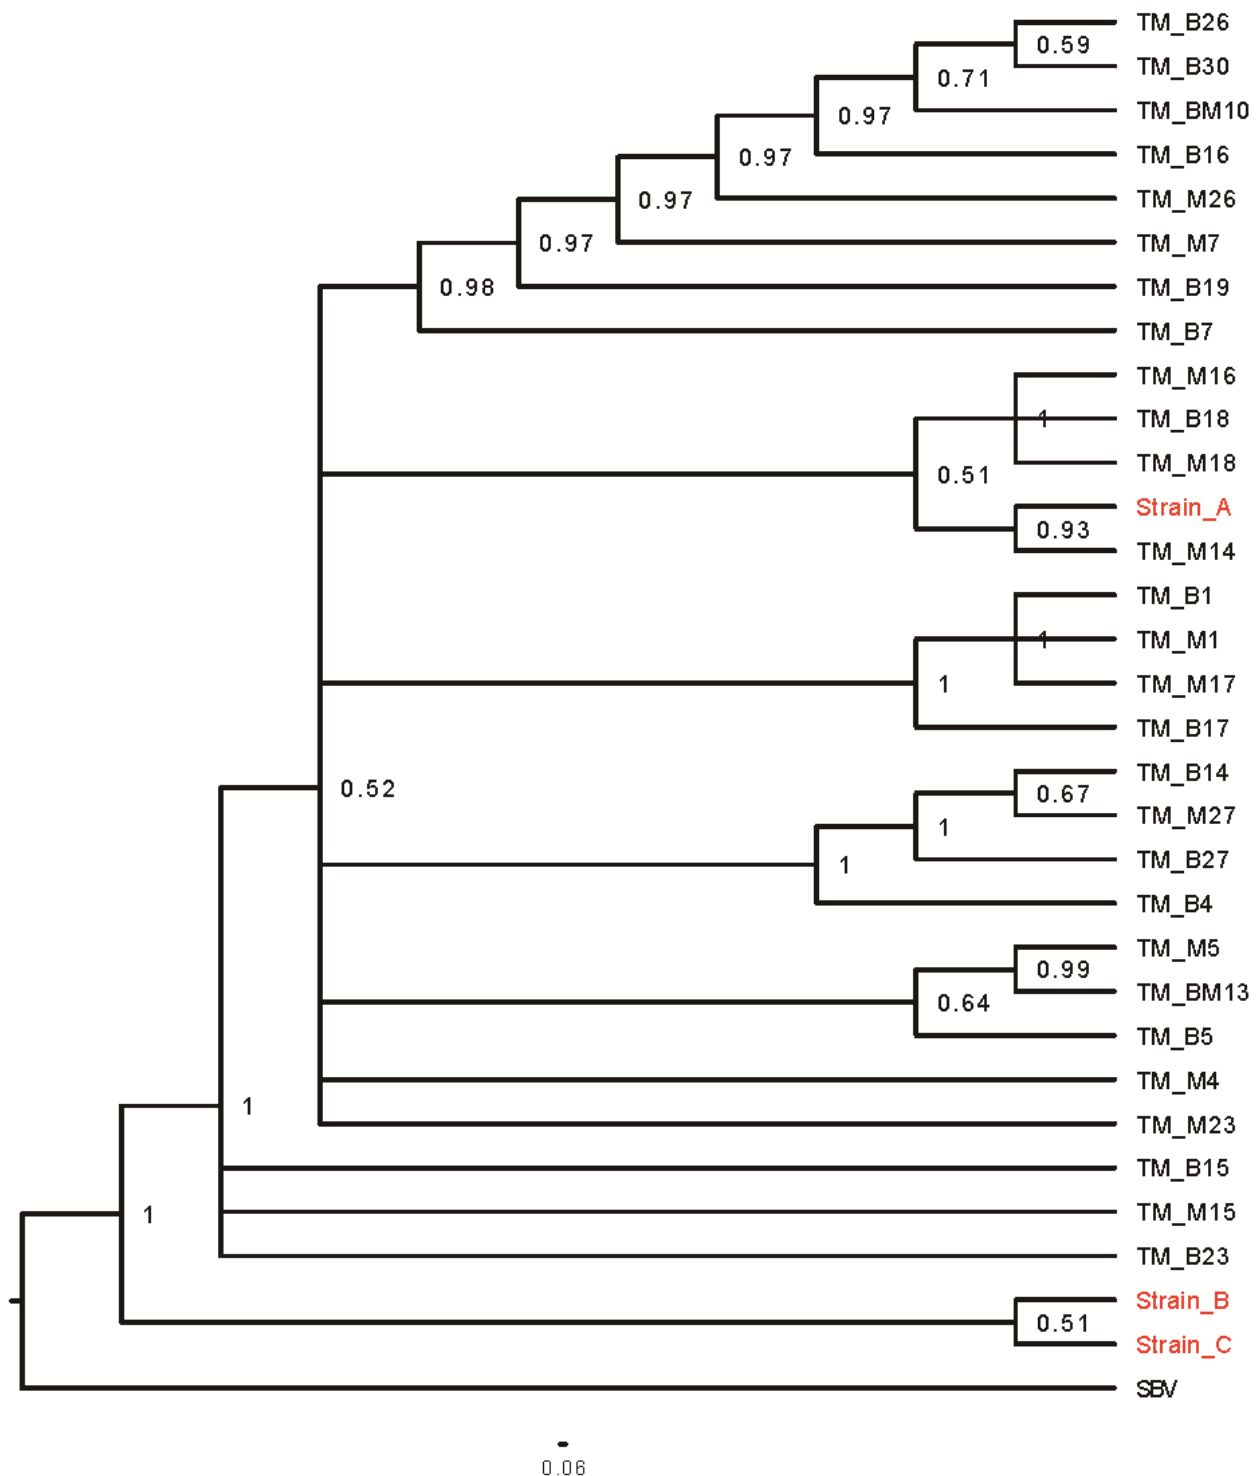 TM_B26
0.59
TM_B30
0.71
TM_BM10
0.97
TM_B16
0.97
TM_M26
0.97
TM_M7
0.97
TM_B19
0.98
TM_B7
TM_M16
1
TM_B18
TM_M18
0.51
Strain_A
0.93
TM_M14
TM_B1
1
TM_M1
TM_M17
1
TM_B17
TM_B14
0.52
0.67
TM_M27
1
TM_B27
1
TM_B4
TM_M5
0.99
TM_BM13
0.64
TM_B5
TM_M4
1
TM_M23
TM_B15
TM_M15
1
TM_B23
Strain_B
0.51
Strain_C
SBV
0.06